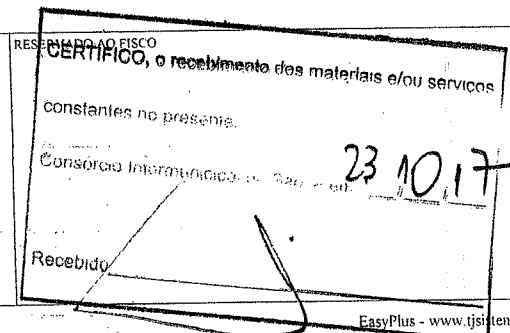 RESERVADO AO FISCO
CERTIFICO, o recebimento dos materiais e/ou serviços
constantes no presente.
Consórcio em 23 10 17
Recebido
EasyPlus - www.tjsisten